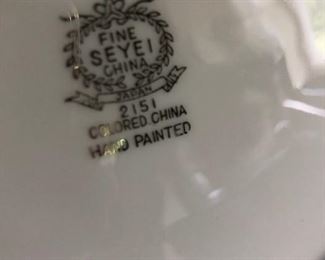 FINE
SEYEI
CHINA
JAPAN
2151
COLORED.CHINA
HAND PAINTED